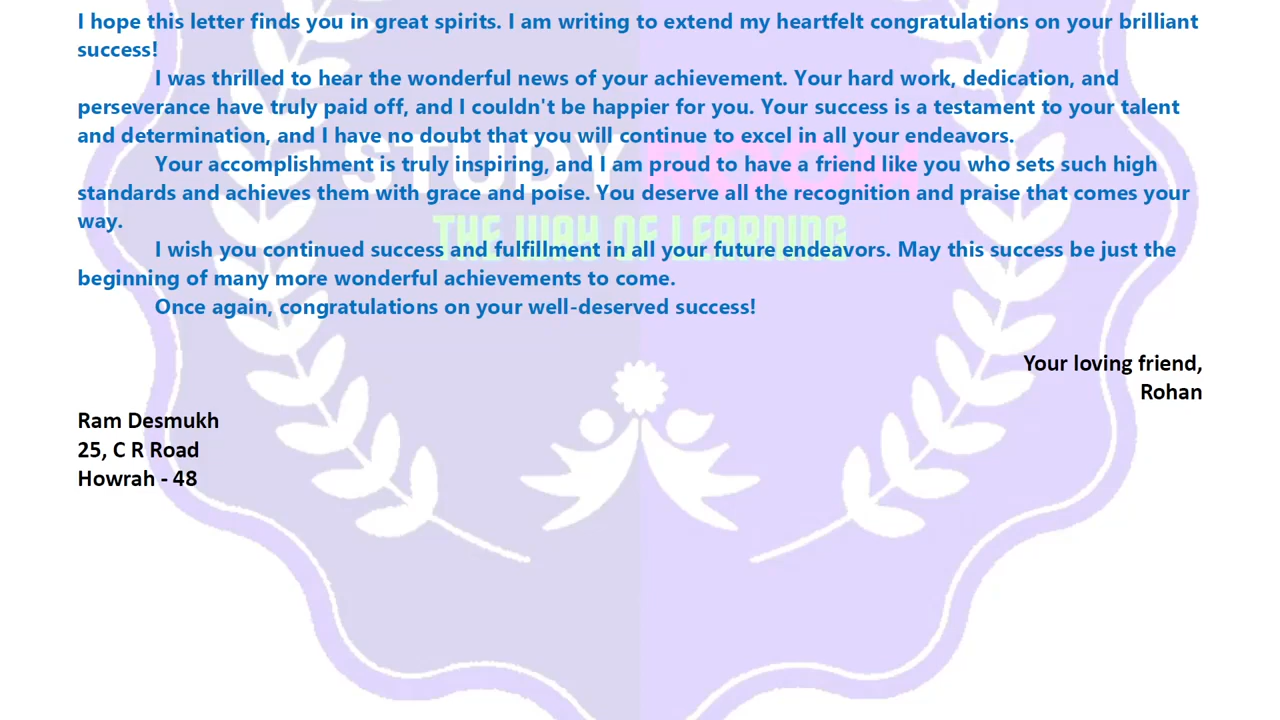 I hope this letter finds you in great spirits. I am writing to extend my heartfelt congratulations on your brilliant
success!
I was thrilled to hear the wonderful news of your achievement. Your hard work, dedication, and
perseverance have truly paid off, and I couldn't be happier for you. Your success is a testament to your talent
and determination, and I have no doubt that you will continue to excel in all your endeavors.
STUDY
Your accomplishment is truly inspiring, and I am proud to have a friend like you who sets such high
standards and achieves them with grace and poise. You deserve all the recognition and praise that comes your
way.
THE WAY OF LEARNING
I wish you continued success and fulfillment in all your future endeavors. May this success be just the
beginning of many more wonderful achievements to come.
Once again, congratulations on your well-deserved success!
Your loving friend,
Rohan
Ram Desmukh
25, C R Road
Howrah - 48